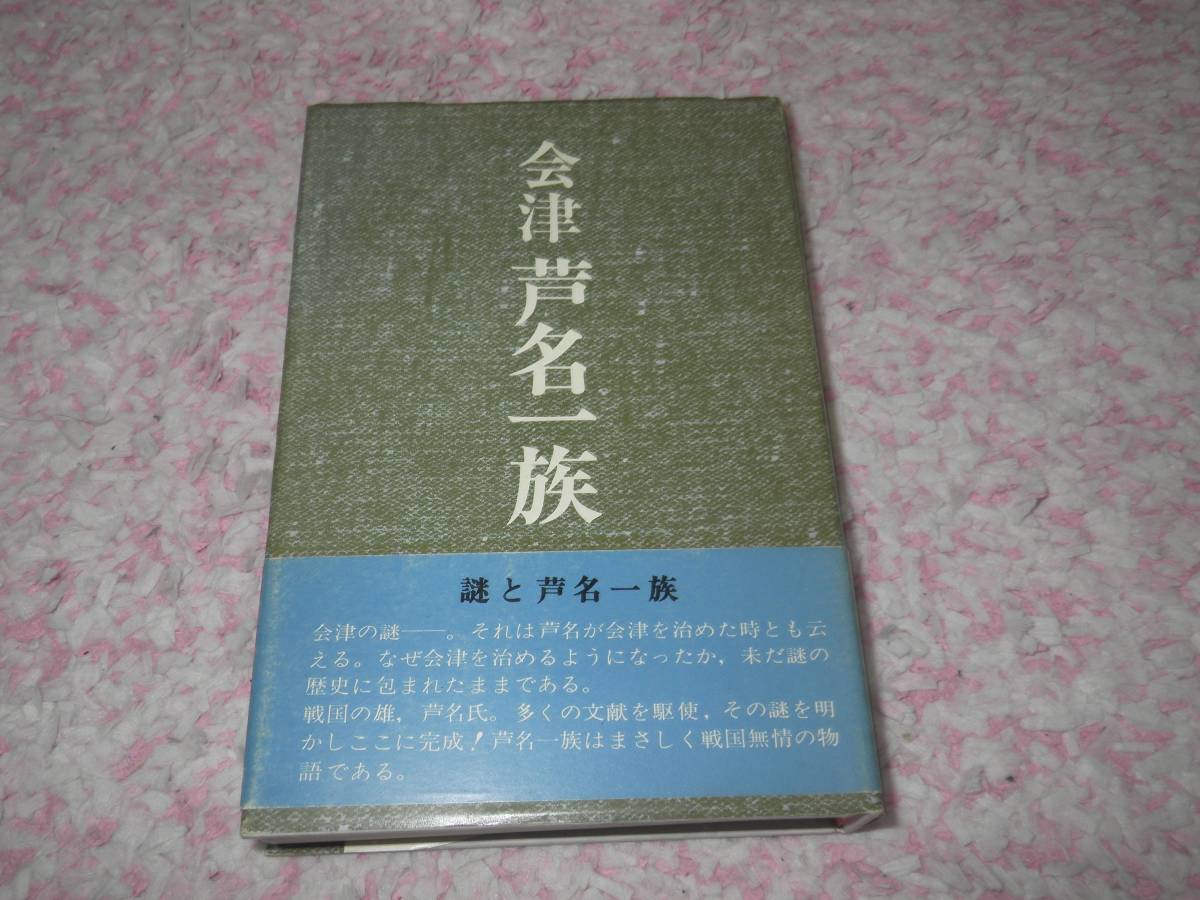 会津 芦名一族
謎と芦名一族
会津の謎――。それは芦名が会津を治めた時とも云
える。なぜ会津を治めるようになったか，未だ謎の
歴史に包まれたままである。
戦国の雄，芦名氏。多くの文献を駆使，その謎を明
かしここに完成！芦名一族はまさしく戦国無情の物
語である。